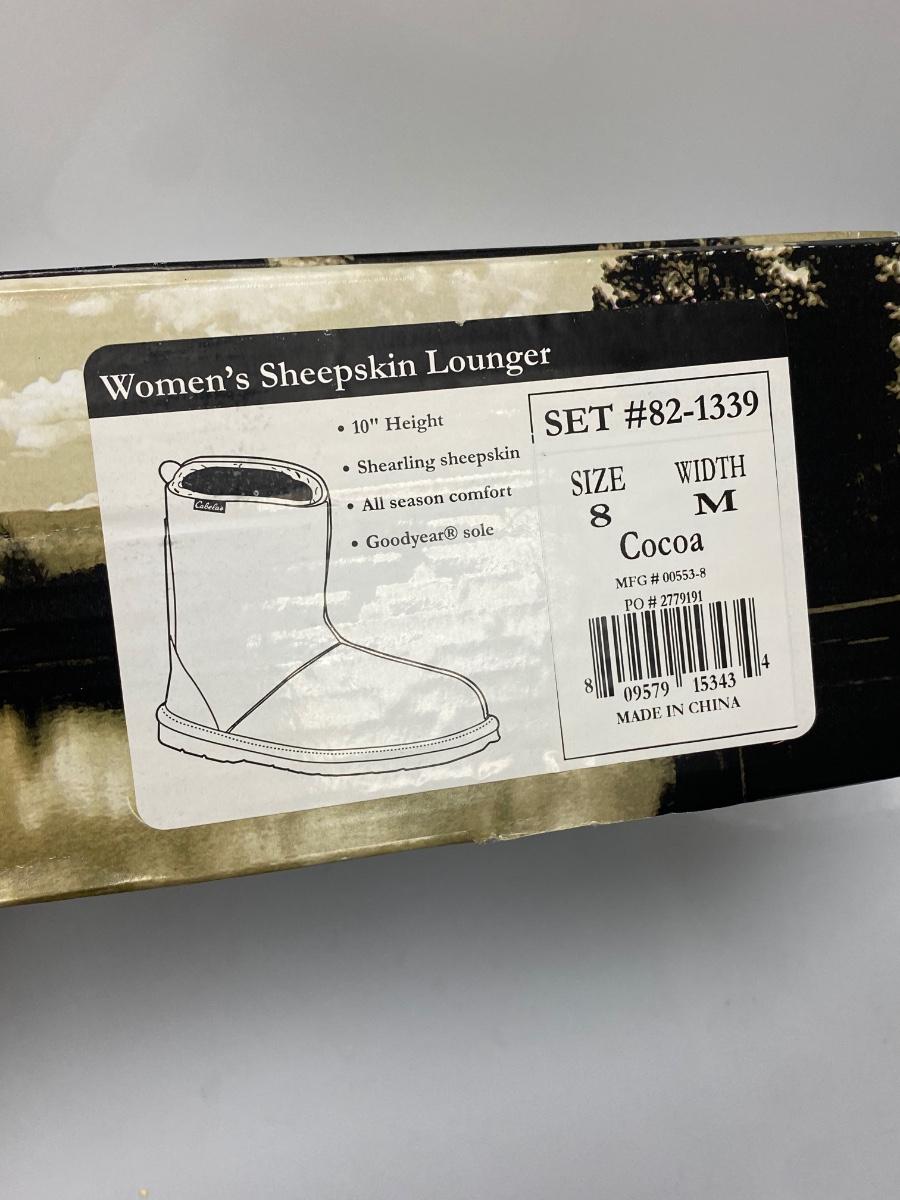 Women's Sheepskin Lounger
• 10" Height
• Shearling sheepskin
• All season comfort
• Goodyear® sole
Cabela's
SET #82-1339
SIZE WIDTH
8 M
Cocoa
MFG # 00553-8
PO # 2779191
8 09579 15343 4
MADE IN CHINA